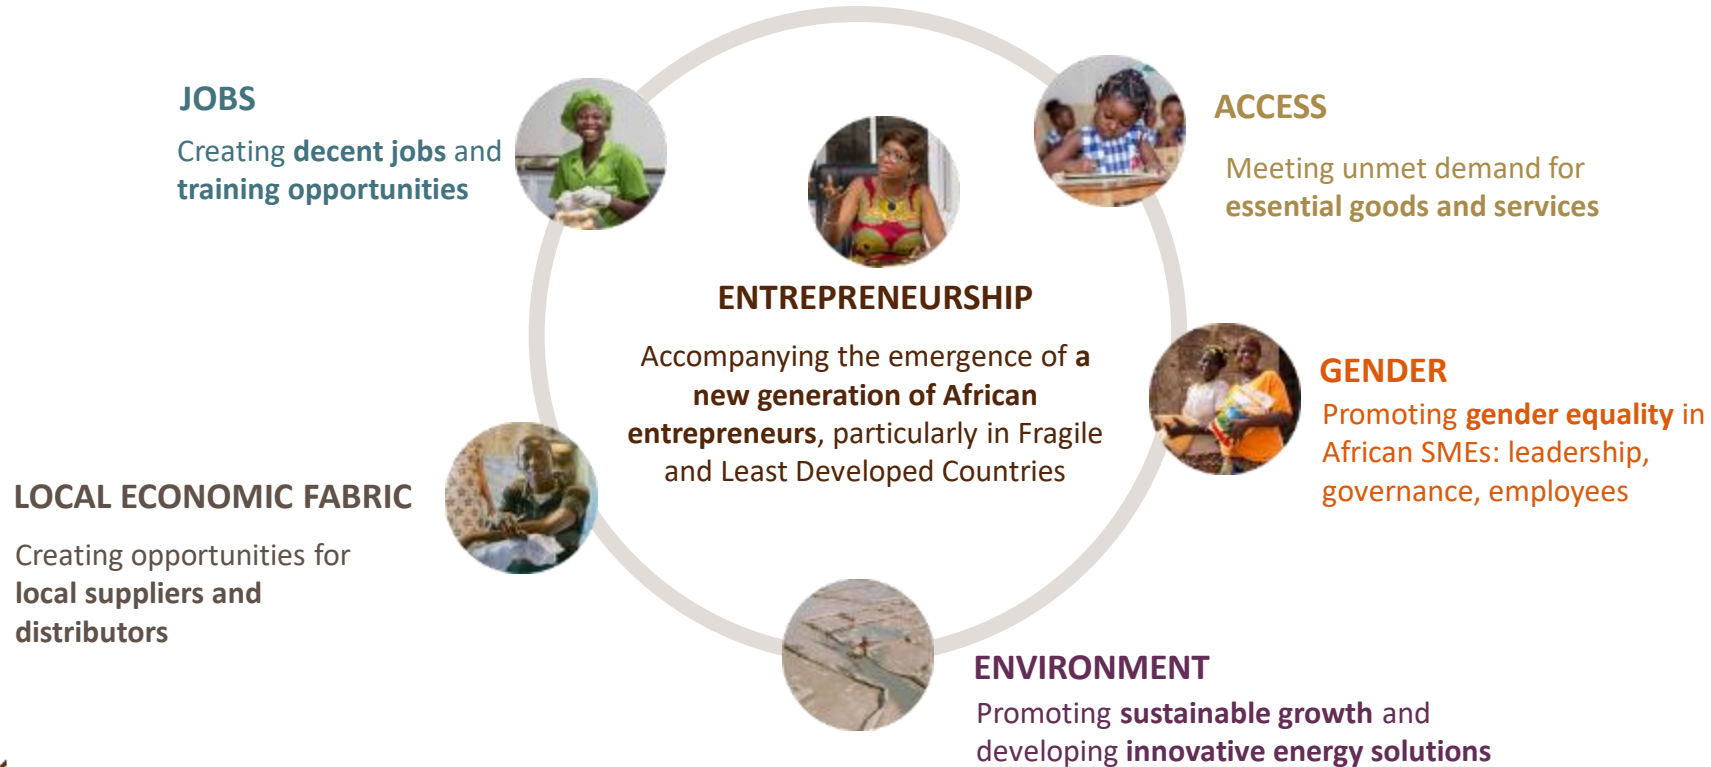 JOBS
Creating decent jobs and
training opportunities
ACCESS
Meeting unmet demand for
essential goods and services
ENTREPRENEURSHIP
Accompanying the emergence of a
new generation of African
entrepreneurs, particularly in Fragile
and Least Developed Countries
GENDER
Promoting gender equality in
African SMEs: leadership,
governance, employees
LOCAL ECONOMIC FABRIC
Creating opportunities for
local suppliers and
distributors
ENVIRONMENT
Promoting sustainable growth and
developing innovative energy solutions